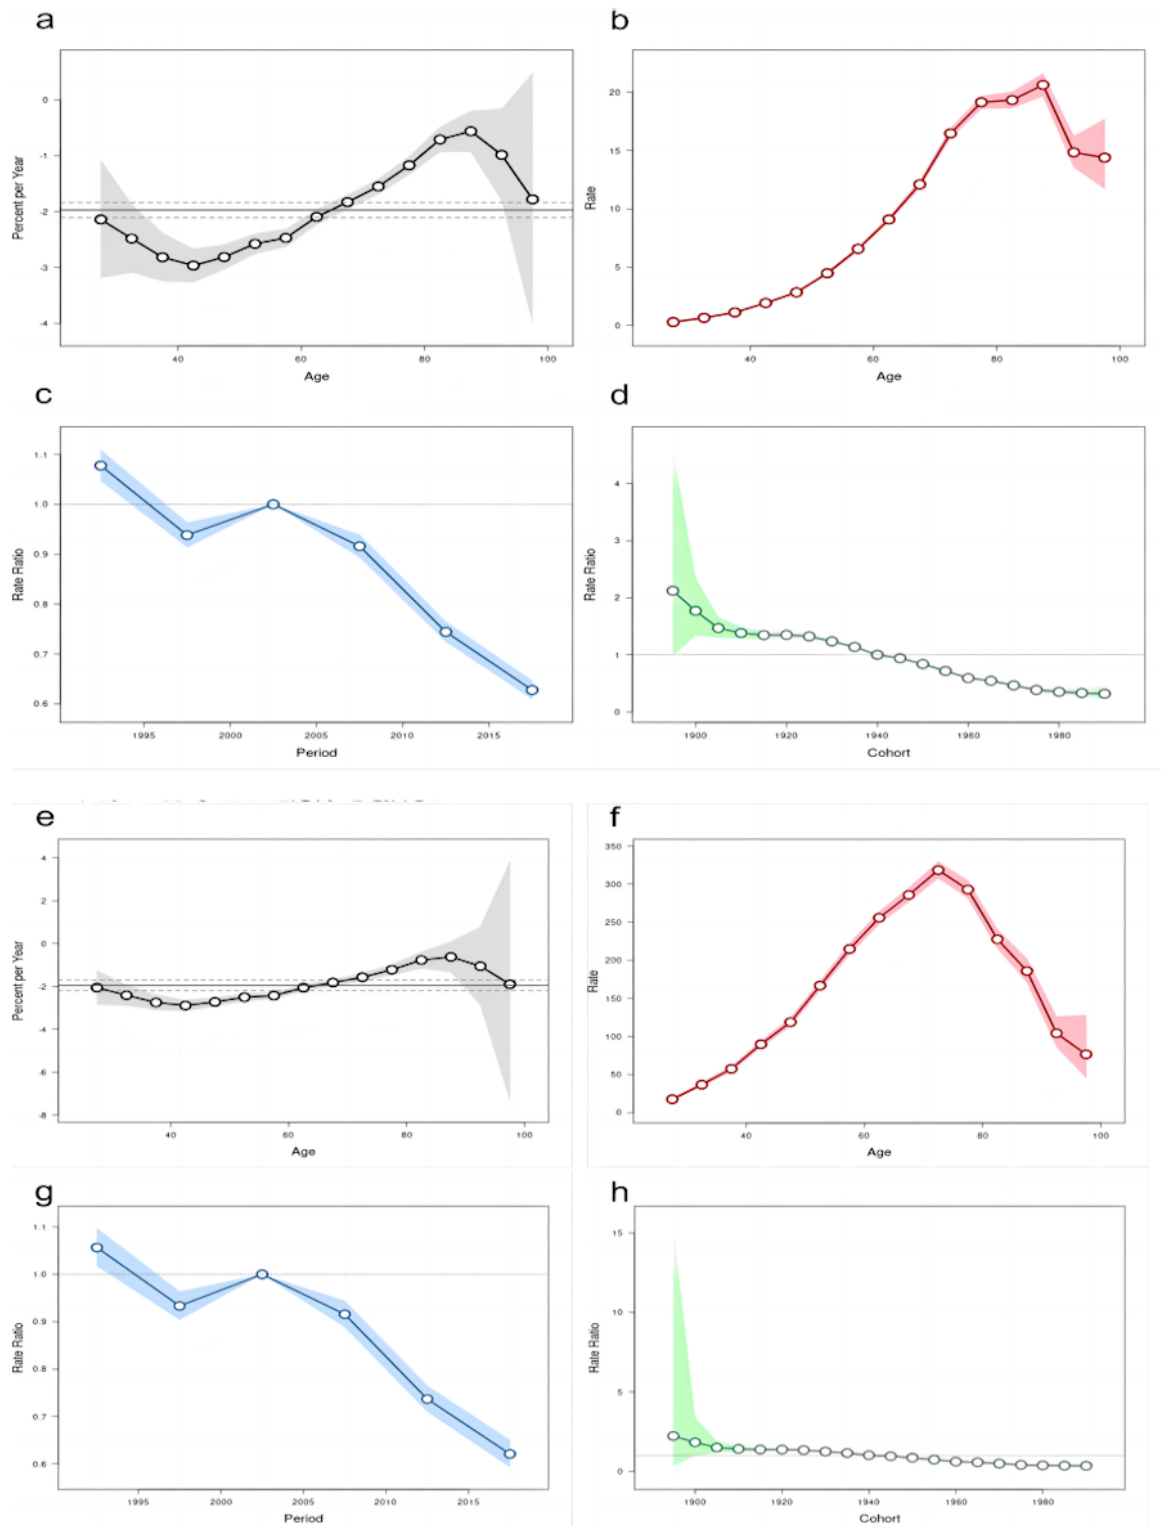 a
Percent per Year
0
-1
-2
-3
-4
40 60 80 100
Age
b
Rate
20
15
10
5
0
40 60 80 100
Age
c
Rate Ratio
1.1
1.0
0.9
0.8
0.7
0.6
1995 2000 2005 2010 2015
Period
d
Rate Ratio
4
3
2
1
0
1900 1920 1940 1960 1980
Cohort
e
Percent per Year
4
2
0
-2
-4
-6
-8
40 60 80 100
Age
f
Rate
350
300
250
200
150
100
50
0
40 60 80 100
Age
g
Rate Ratio
1.1
1.0
0.9
0.8
0.7
0.6
1995 2000 2005 2010 2015
Period
h
Rate Ratio
15
10
5
0
1900 1920 1940 1960 1980
Cohort